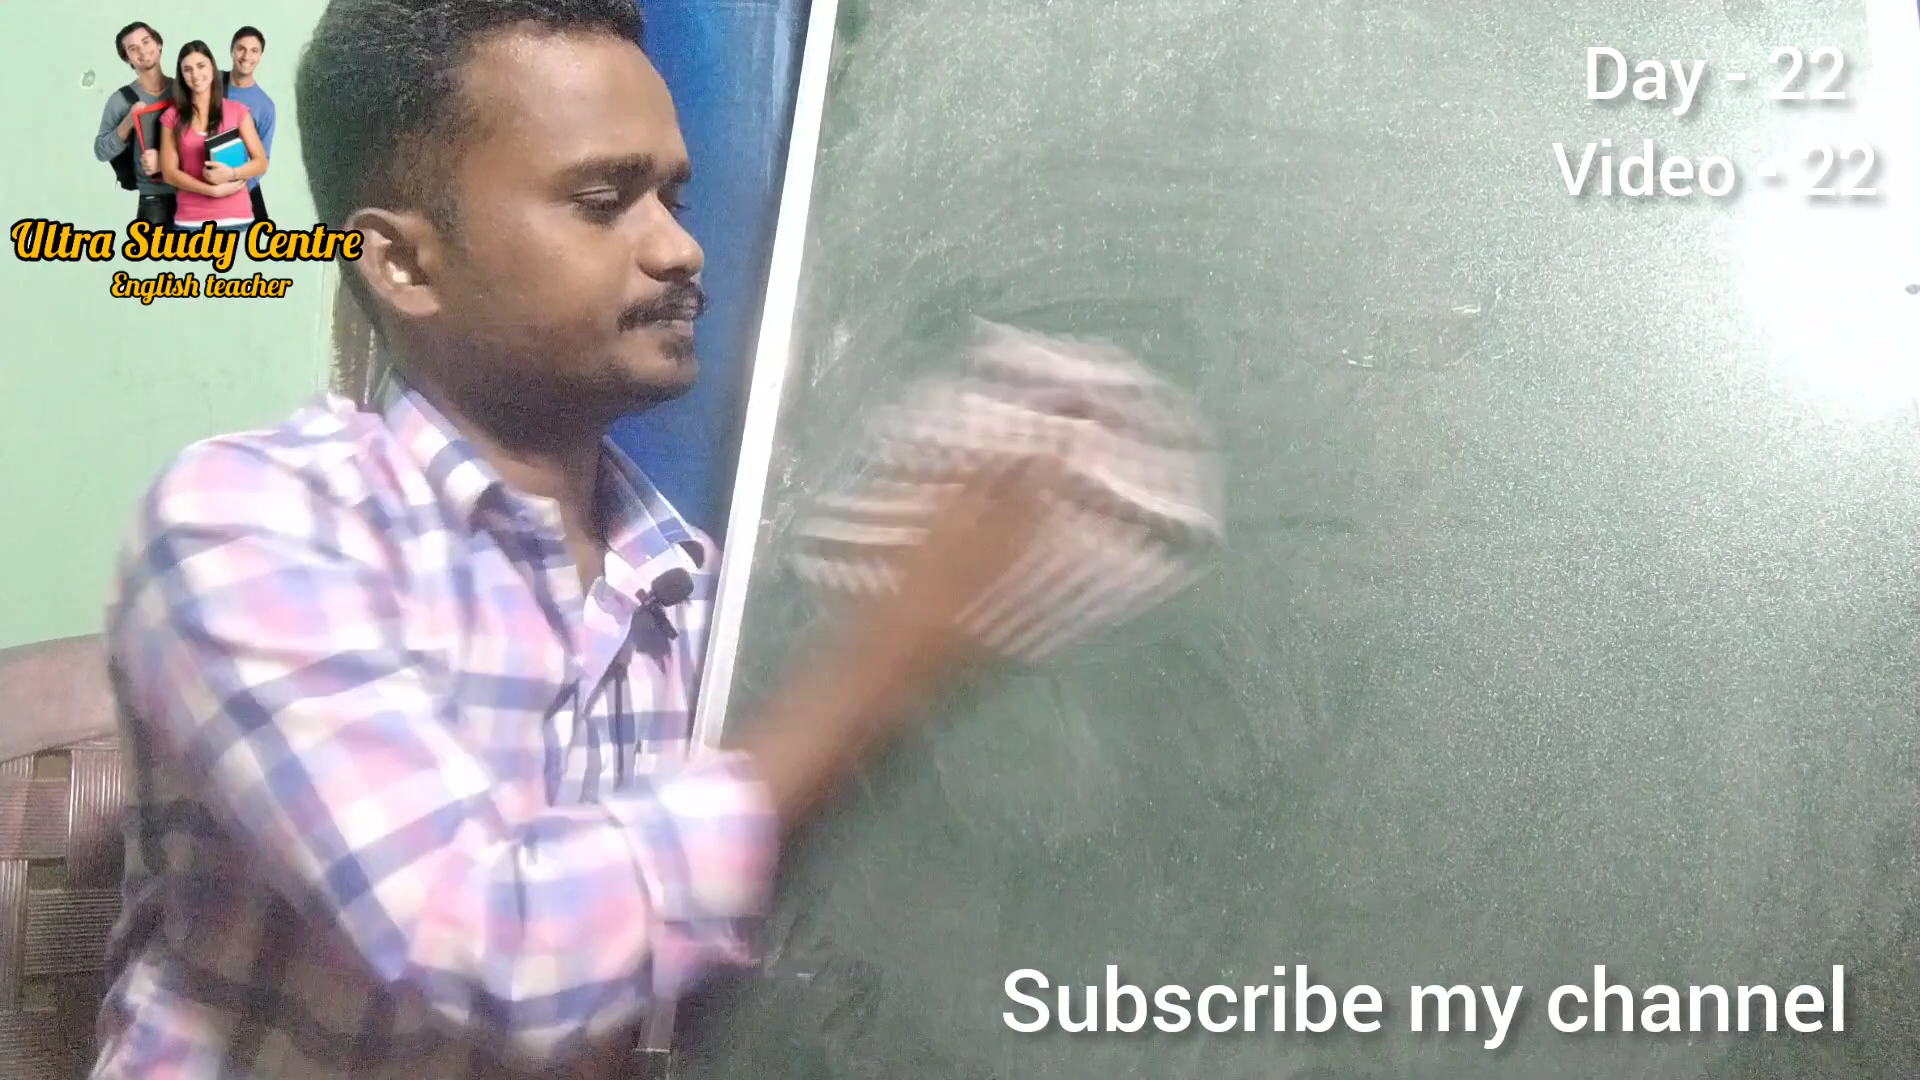 Day - 22
Video - 22
Ultra Study Centre
English teacher
Subscribe my channel